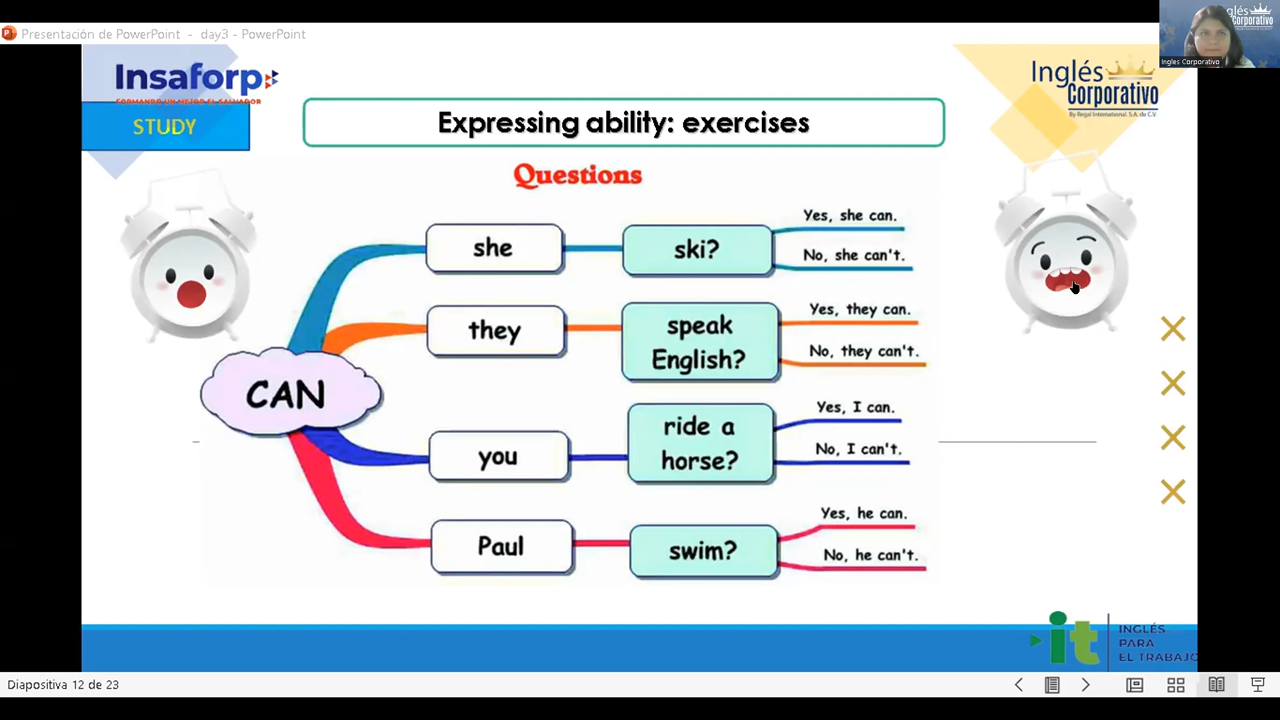 Presentación de PowerPoint - day3 - PowerPoint
glés
Corporativo
Ingles Corporativo
Insaforp
FORMANDO UN MEJOR EL SALVADOR
STUDY
Expressing ability: exercises
Inglés
Corporativo
By Regal International, S.A. de C.V.
Questions
CAN
she
ski?
Yes, she can.
No, she can't.
they
speak
English?
Yes, they can.
No, they can't.
you
ride a
horse?
Yes, I can.
No, I can't.
Paul
swim?
Yes, he can.
No, he can't.
it
INGLÉS
PARA
EL TRABAJO
Diapositiva 12 de 23